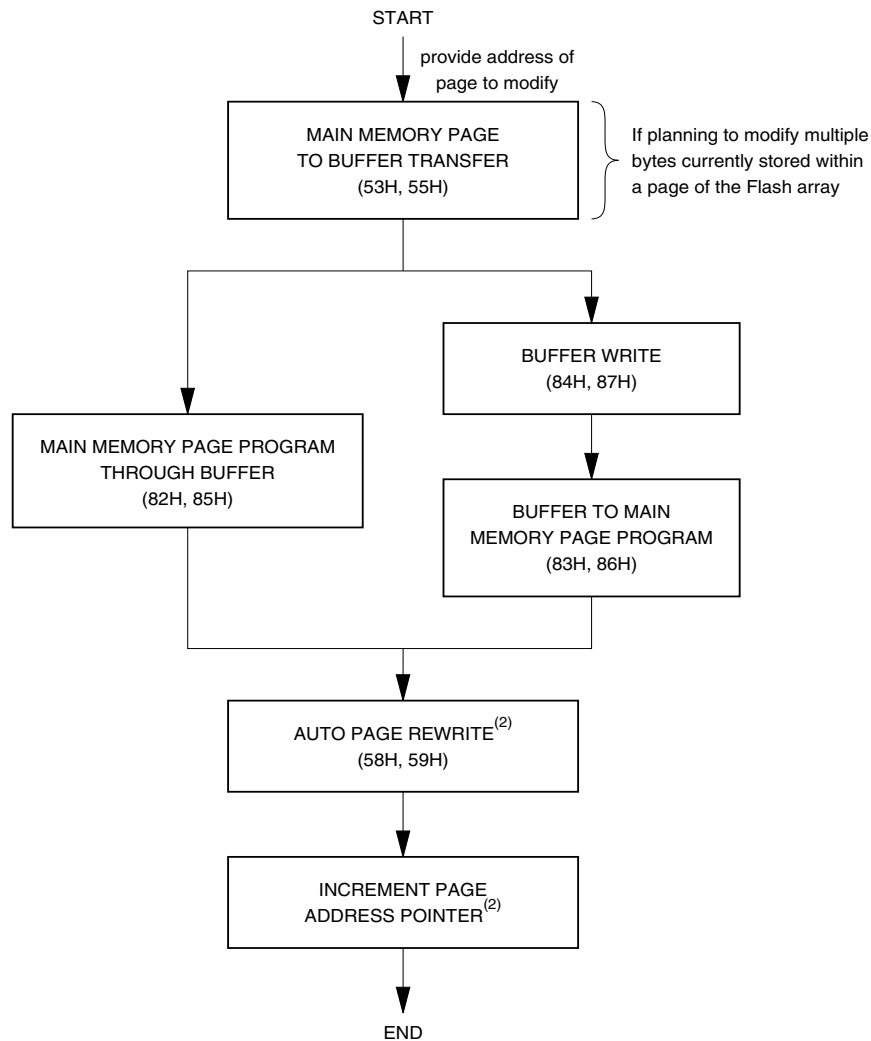 START
provide address of
page to modify
MAIN MEMORY PAGE
TO BUFFER TRANSFER
(53H, 55H)
If planning to modify multiple
bytes currently stored within
a page of the Flash array
BUFFER WRITE
(84H, 87H)
MAIN MEMORY PAGE PROGRAM
THROUGH BUFFER
(82H, 85H)
BUFFER TO MAIN
MEMORY PAGE PROGRAM
(83H, 86H)
AUTO PAGE REWRITE(2)
(58H, 59H)
INCREMENT PAGE
ADDRESS POINTER(2)
END